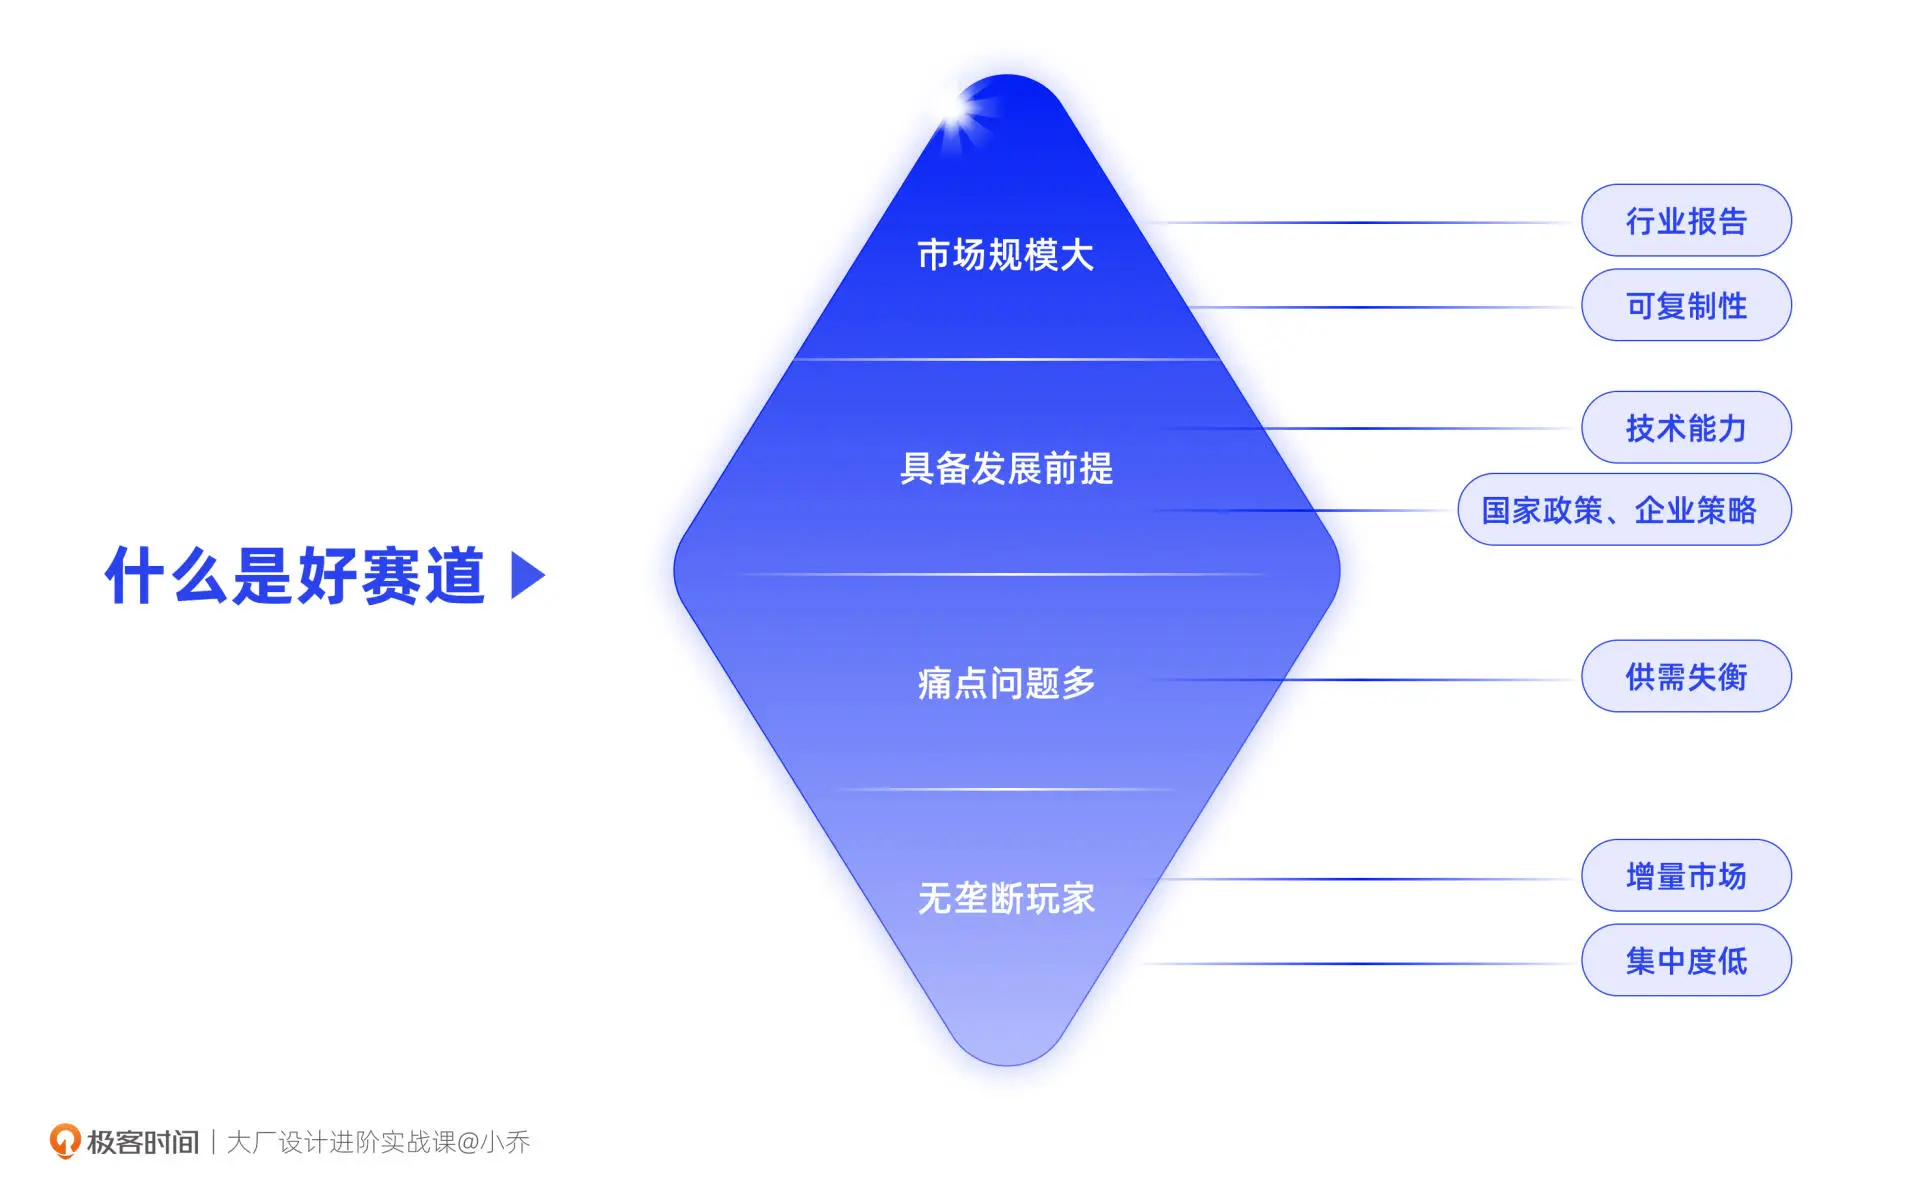 什么是好赛道
市场规模大
行业报告
可复制性
具备发展前提
技术能力
国家政策、企业策略
痛点问题多
供需失衡
无垄断玩家
增量市场
集中度低
极客时间|大厂设计进阶实战课@小乔